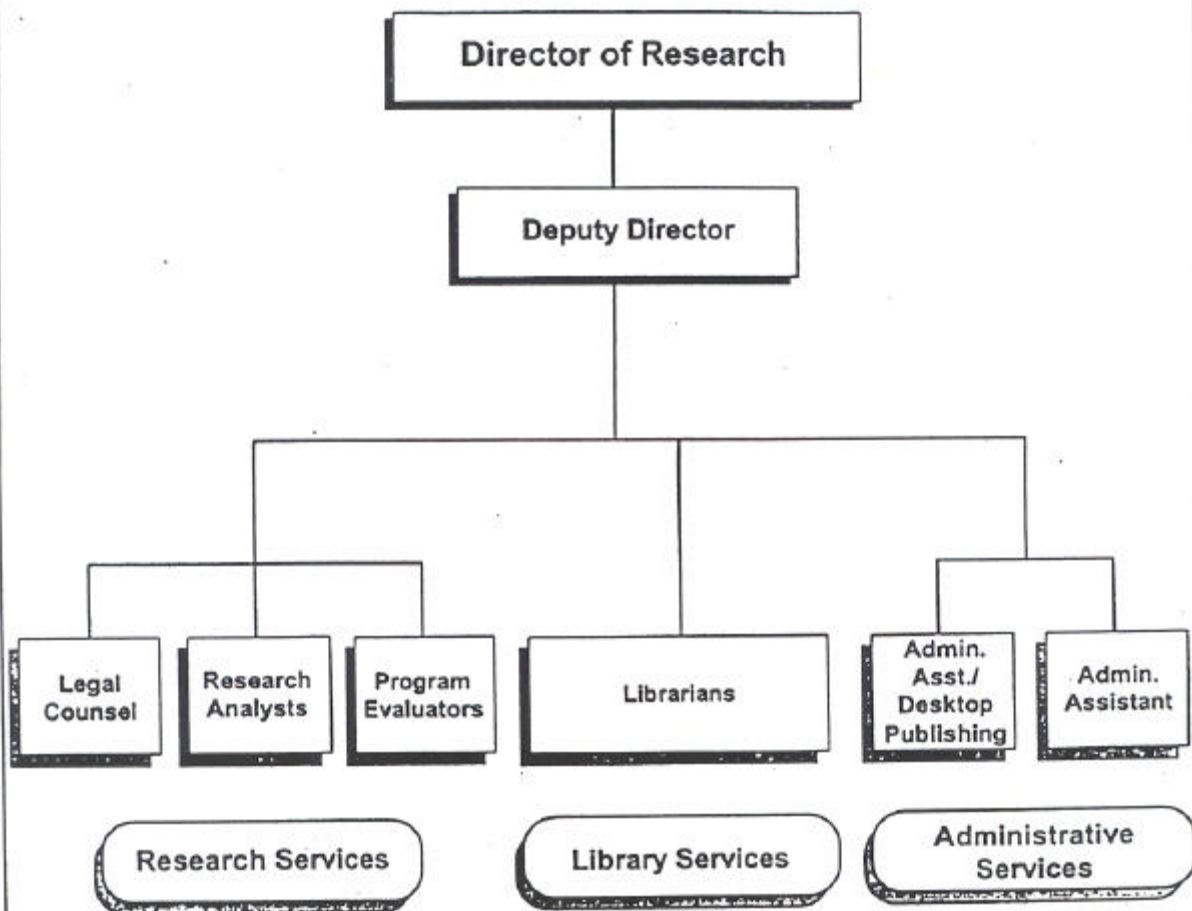 Director of Research
Deputy Director
Legal
Counsel
Research
Analysts
Program
Evaluators
Librarians
Admin.
Asst./
Desktop
Publishing
Admin.
Assistant
Research Services
Library Services
Administrative
Services